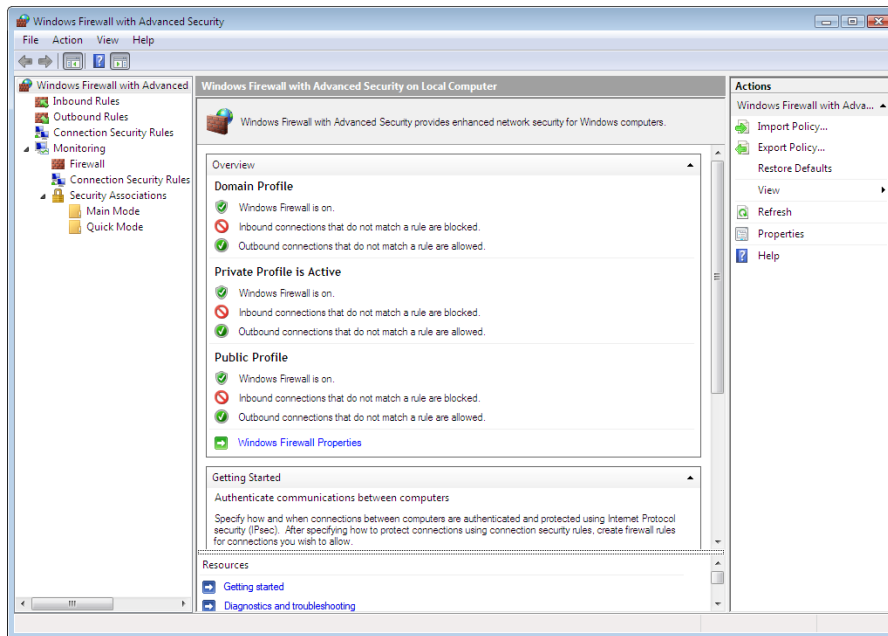 Windows Firewall with Advanced Security
File Action View Help
Windows Firewall with Advanced
Inbound Rules
Outbound Rules
Connection Security Rules
Monitoring
Firewall
Connection Security Rules
Security Associations
Main Mode
Quick Mode
Windows Firewall with Advanced Security on Local Computer
Windows Firewall with Advanced Security provides enhanced network security for Windows computers.
Overview
Domain Profile
Windows Firewall is on.
Inbound connections that do not match a rule are blocked.
Outbound connections that do not match a rule are allowed.
Private Profile is Active
Windows Firewall is on.
Inbound connections that do not match a rule are blocked.
Outbound connections that do not match a rule are allowed.
Public Profile
Windows Firewall is on.
Inbound connections that do not match a rule are blocked.
Outbound connections that do not match a rule are allowed.
Windows Firewall Properties
Getting Started
Authenticate communications between computers
Specify how and when connections between computers are authenticated and protected using Internet Protocol
security (IPsec). After specifying how to protect connections using connection security rules, create firewall rules
for connections you wish to allow.
Resources
Getting started
Diagnostics and troubleshooting
Actions
Windows Firewall with Adva...
Import Policy...
Export Policy...
Restore Defaults
View
Refresh
Properties
Help